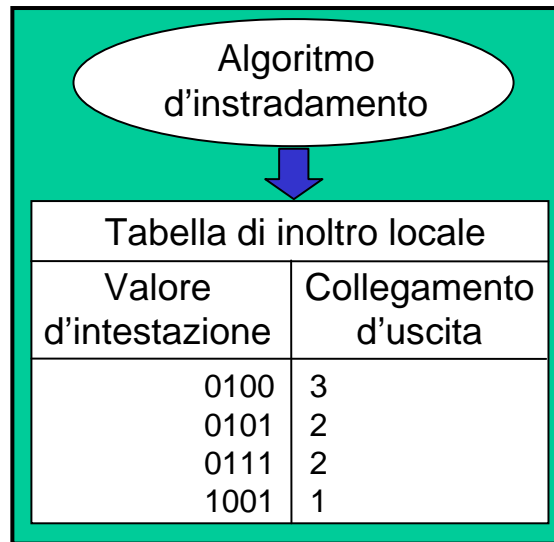 Algoritmo
d'instradamento
Tabella di inoltro locale
Valore
d'intestazione
Collegamento
d'uscita
0100 3
0101 2
0111 2
1001 1